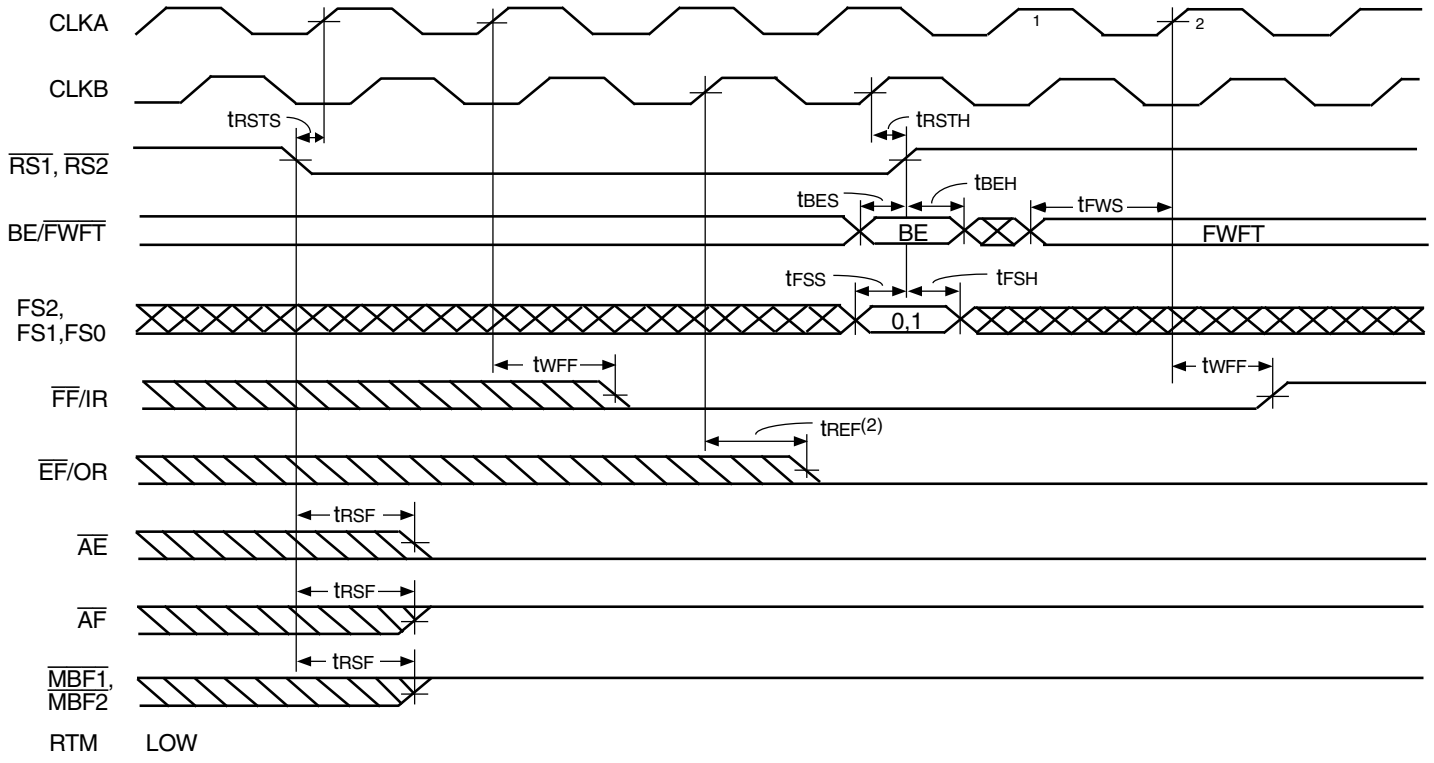 CLKA
1
2
CLKB
tRSTS
tRSTH
RS1, RS2
tBES
tBEH
tFWS
BE/FWFT
BE
FWFT
tFSS
tFSH
FS2,
FS1,FS0
0,1
tWFF
tWFF
FF/IR
tREF(2)
EF/OR
tRSF
AE
tRSF
AF
tRSF
MBF1,
MBF2
RTM LOW